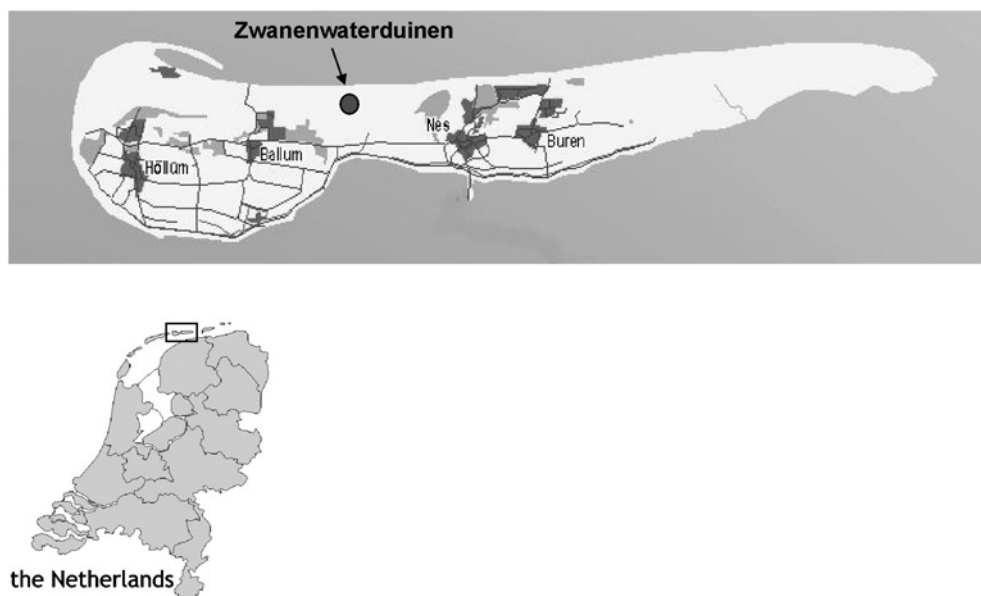 Zwanenwaterduinen
Nes
Buren
Ballum
Hollum
the Netherlands